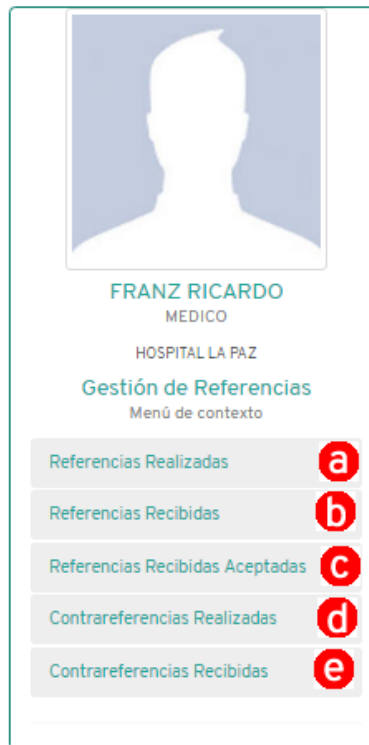 FRANZ RICARDO
MEDICO
HOSPITAL LA PAZ
Gestión de Referencias
Menú de contexto
Referencias Realizadas a
Referencias Recibidas b
Referencias Recibidas Aceptadas c
Contrareferencias Realizadas d
Contrareferencias Recibidas e